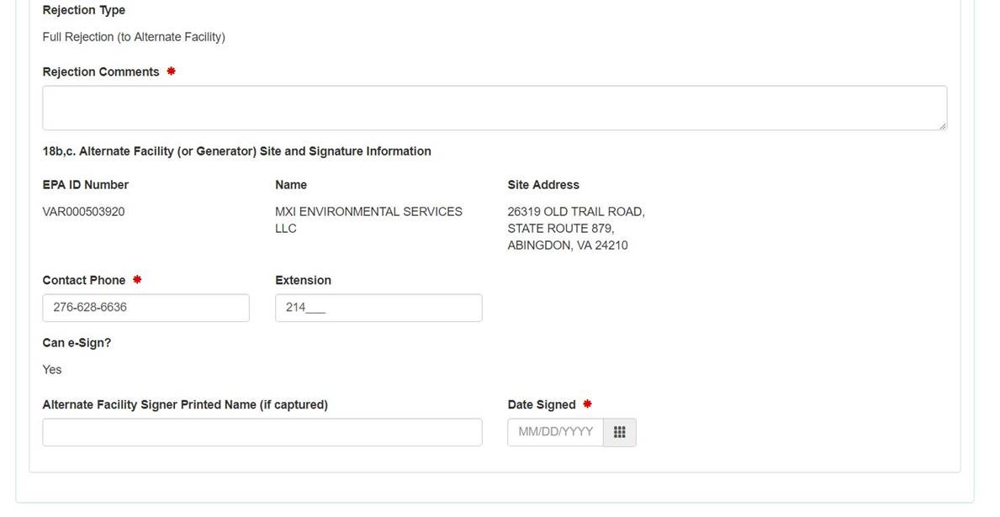 Rejection Type
Full Rejection (to Alternate Facility)
Rejection Comments *
18b,c. Alternate Facility (or Generator) Site and Signature Information
EPA ID Number Name Site Address
VAR000503920 MXI ENVIRONMENTAL SERVICES 26319 OLD TRAIL ROAD,
LLC STATE ROUTE 879,
ABINGDON, VA 24210
Contact Phone * Extension
276-628-6636 214___
Can e-Sign?
Yes
Alternate Facility Signer Printed Name (if captured) Date Signed *
MM/DD/YYYY